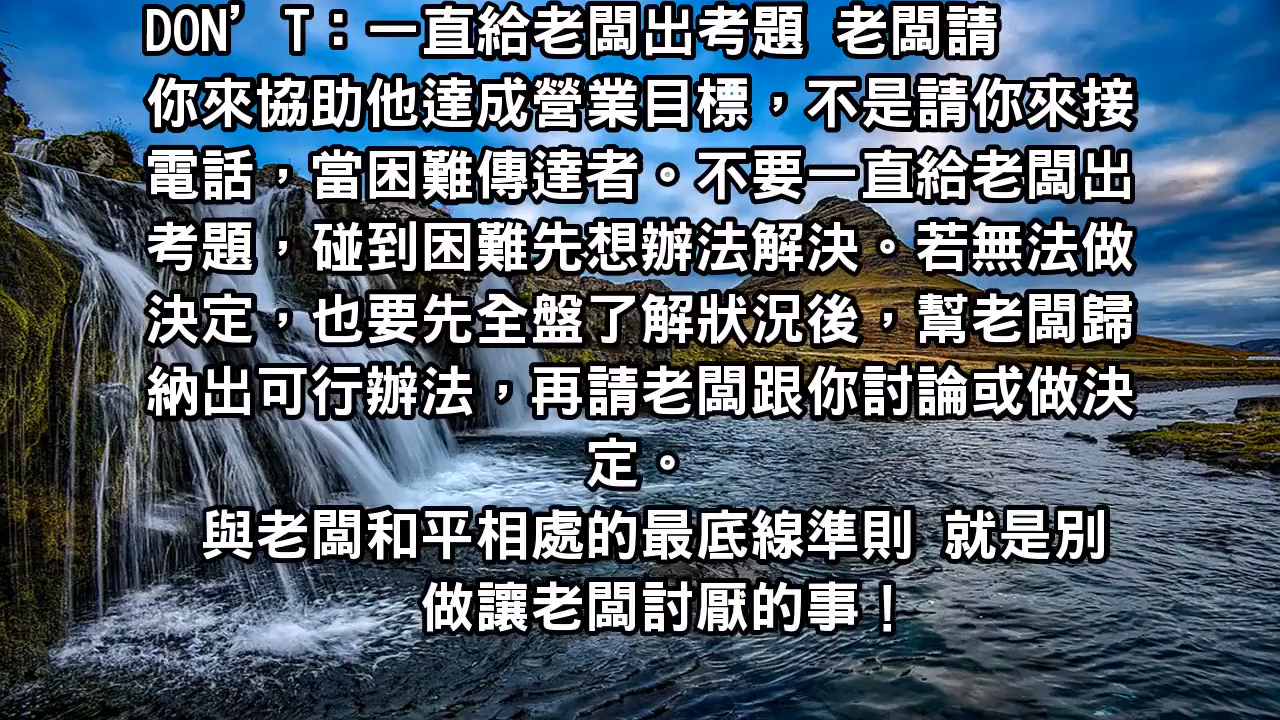 DON’T：一直給老闆出考題 老闆請
你來協助他達成營業目標，不是請你來接
電話，當困難傳達者。不要一直給老闆出
考題，碰到困難先想辦法解決。若無法做
決定，也要先全盤了解狀況後，幫老闆歸
納出可行辦法，再請老闆跟你討論或做決
定。
與老闆和平相處的最底線準則 就是別
做讓老闆討厭的事！